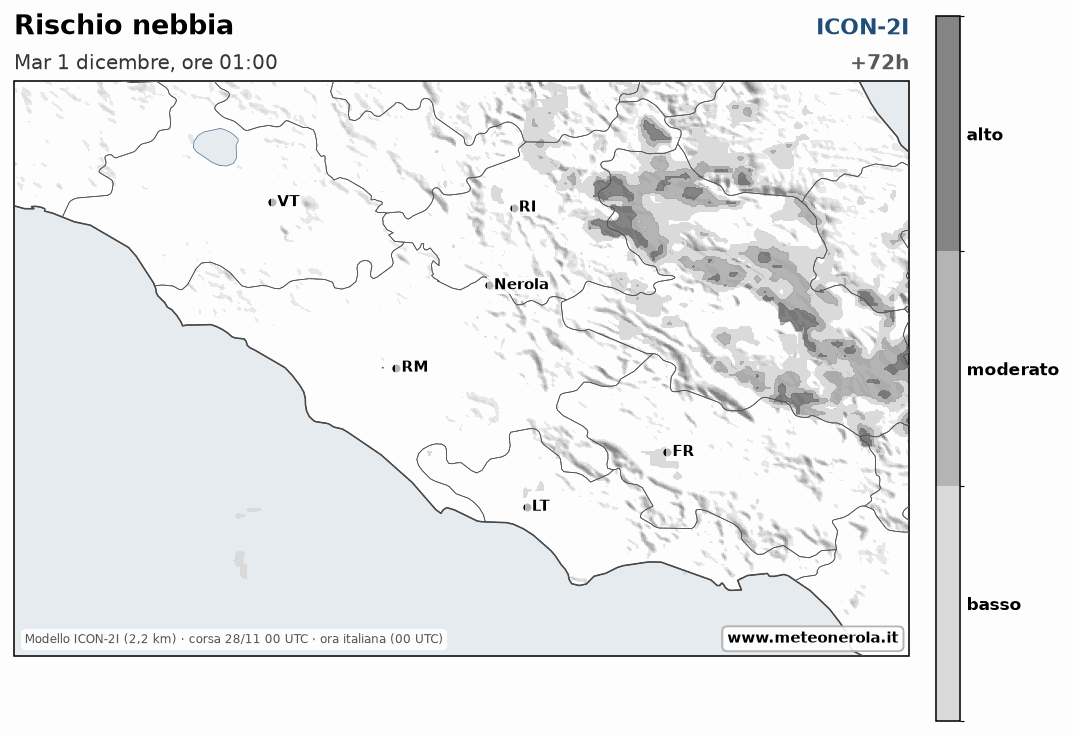 Rischio nebbia
ICON-2I
Mar 1 dicembre, ore 01:00
+72h
alto
VT
RI
Nerola
RM
moderato
FR
LT
basso
Modello ICON-2I (2,2 km) · corsa 28/11 00 UTC · ora italiana (00 UTC)
www.meteonerola.it